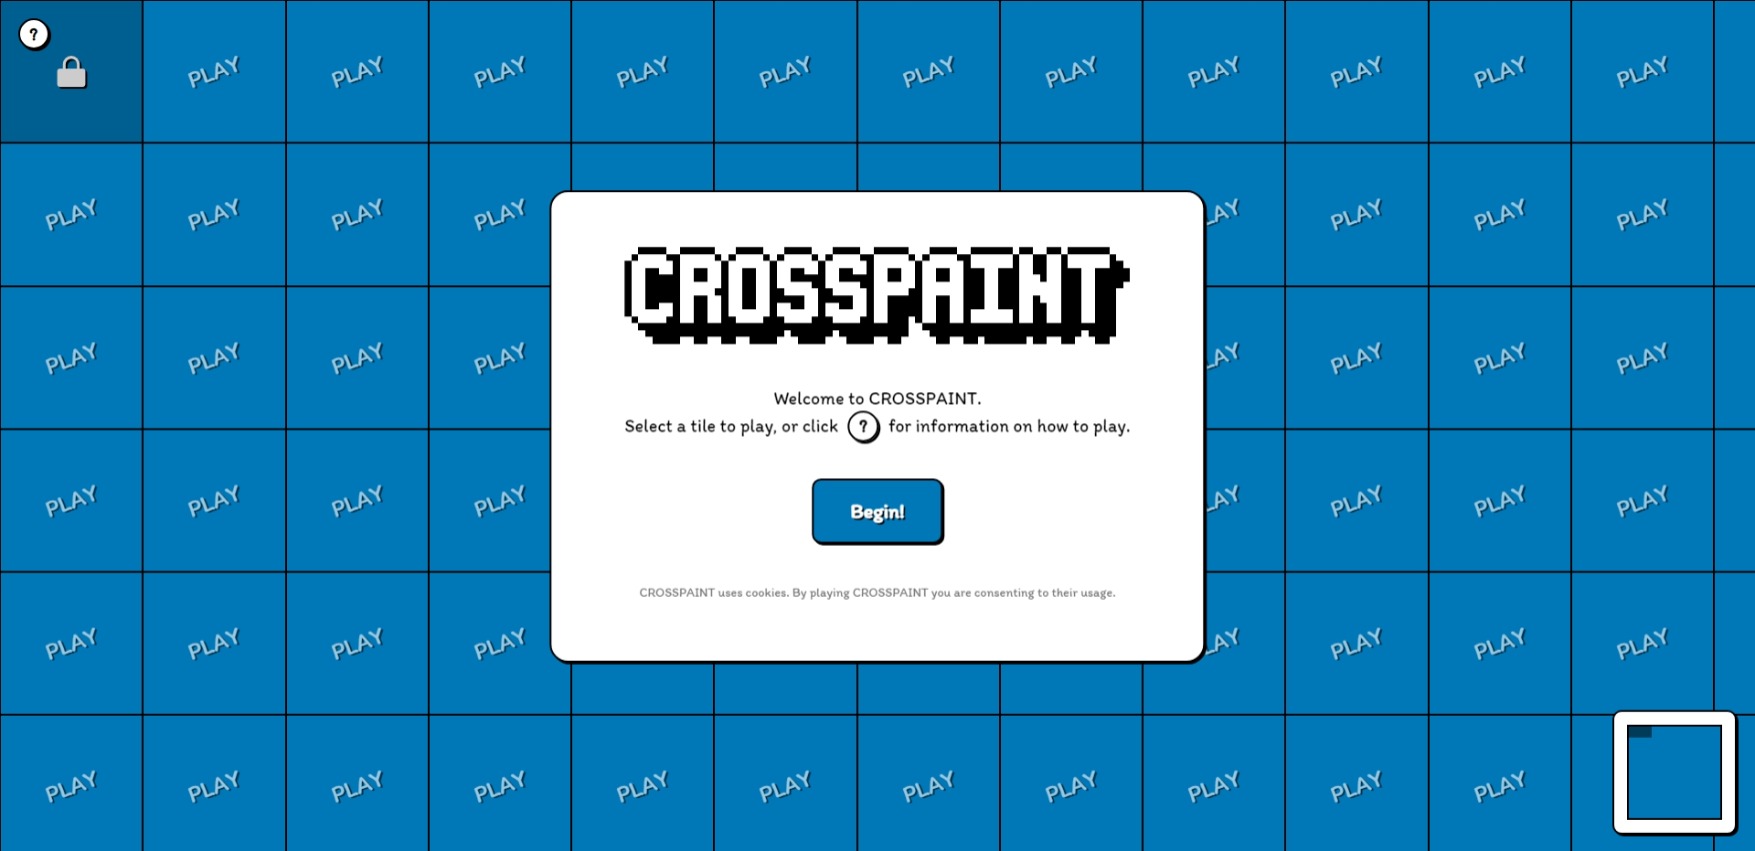 ?
PLAY PLAY PLAY PLAY PLAY PLAY PLAY PLAY PLAY PLAY PLAY
PLAY PLAY PLAY PLAY LAY PLAY PLAY PLAY
CROSSPAINT
PLAY PLAY PLAY PLAY LAY PLAY PLAY PLAY
Welcome to CROSSPAINT.
Select a tile to play, or click ? for information on how to play.
PLAY PLAY PLAY PLAY LAY PLAY PLAY PLAY
Begin!
CROSSPAINT uses cookies. By playing CROSSPAINT you are consenting to their usage.
PLAY PLAY PLAY PLAY LAY PLAY PLAY PLAY
PLAY PLAY PLAY PLAY PLAY PLAY PLAY PLAY PLAY PLAY PLAY